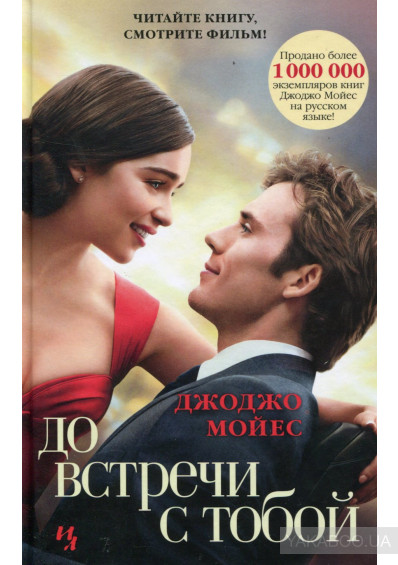 ЧИТАЙТЕ КНИГУ,
СМОТРИТЕ ФИЛЬМ!
Продано более
1 000 000
экземпляров книг
Джоджо Мойес
на русском
языке!
ДЖОДЖО
МОЙЕС
ДО
ВСТРЕЧИ
С ТОБОЙ
ИЛ
YAKABOO.UA